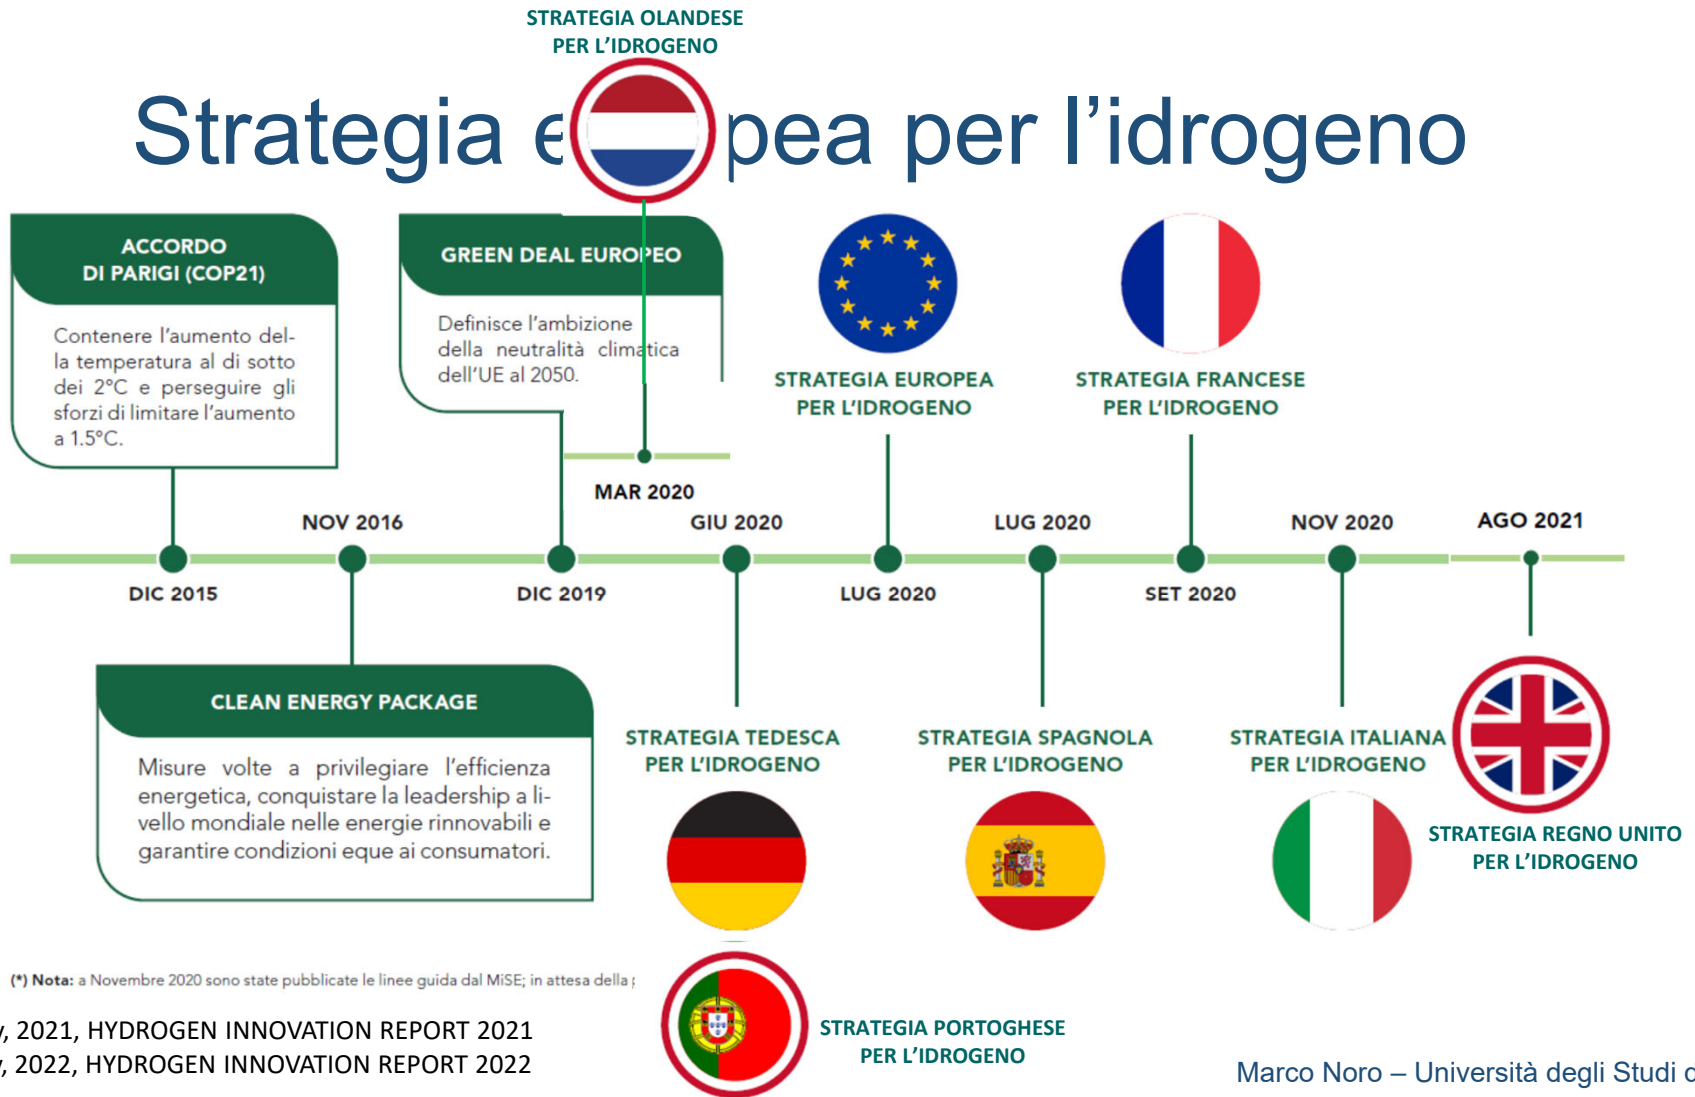 STRATEGIA OLANDESE
PER L'IDROGENO
Strategia e pea per l'idrogeno
ACCORDO
DI PARIGI (COP21)
Contenere l'aumento del-
la temperatura al di sotto
dei 2°C e perseguire gli
sforzi di limitare l'aumento
a 1.5°C.
GREEN DEAL EUROPEO
Definisce l'ambizione
della neutralità climatica
dell'UE al 2050.
STRATEGIA EUROPEA
PER L'IDROGENO
STRATEGIA FRANCESE
PER L'IDROGENO
MAR 2020
NOV 2016
GIU 2020
LUG 2020
NOV 2020
AGO 2021
DIC 2015
DIC 2019
LUG 2020
SET 2020
CLEAN ENERGY PACKAGE
Misure volte a privilegiare l'efficienza
energetica, conquistare la leadership a li-
vello mondiale nelle energie rinnovabili e
garantire condizioni eque ai consumatori.
STRATEGIA TEDESCA
PER L'IDROGENO
STRATEGIA SPAGNOLA
PER L'IDROGENO
STRATEGIA ITALIANA
PER L'IDROGENO
STRATEGIA REGNO UNITO
PER L'IDROGENO
(*) Nota: a Novembre 2020 sono state pubblicate le linee guida dal MiSE; in attesa della
STRATEGIA PORTOGHESE
PER L'IDROGENO
, 2021, HYDROGEN INNOVATION REPORT 2021
, 2022, HYDROGEN INNOVATION REPORT 2022
Marco Noro – Università degli Studi